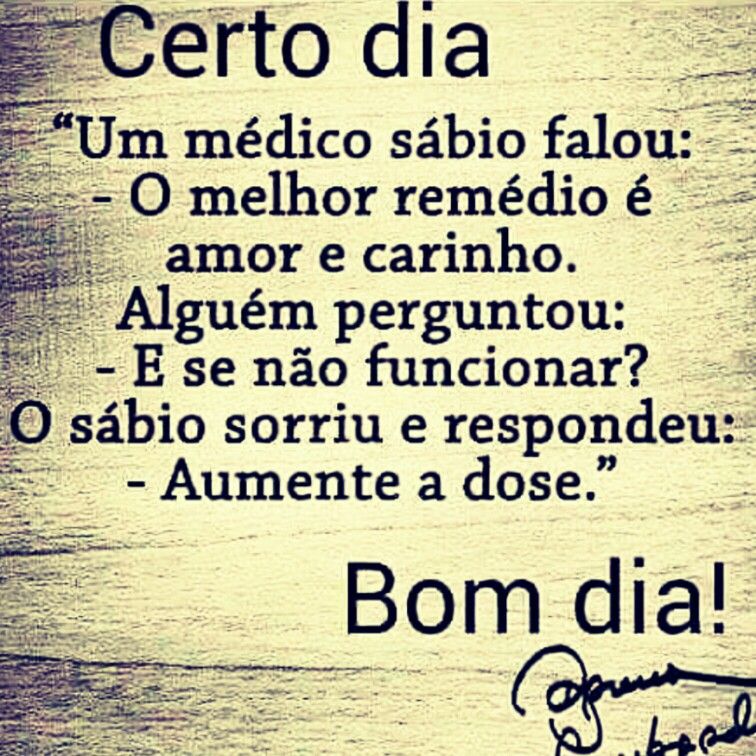 Certo dia
“Um médico sábio falou:
- O melhor remédio é
amor e carinho.
Alguém perguntou:
- E se não funcionar?
O sábio sorriu e respondeu:
- Aumente a dose.”
Bom dia!